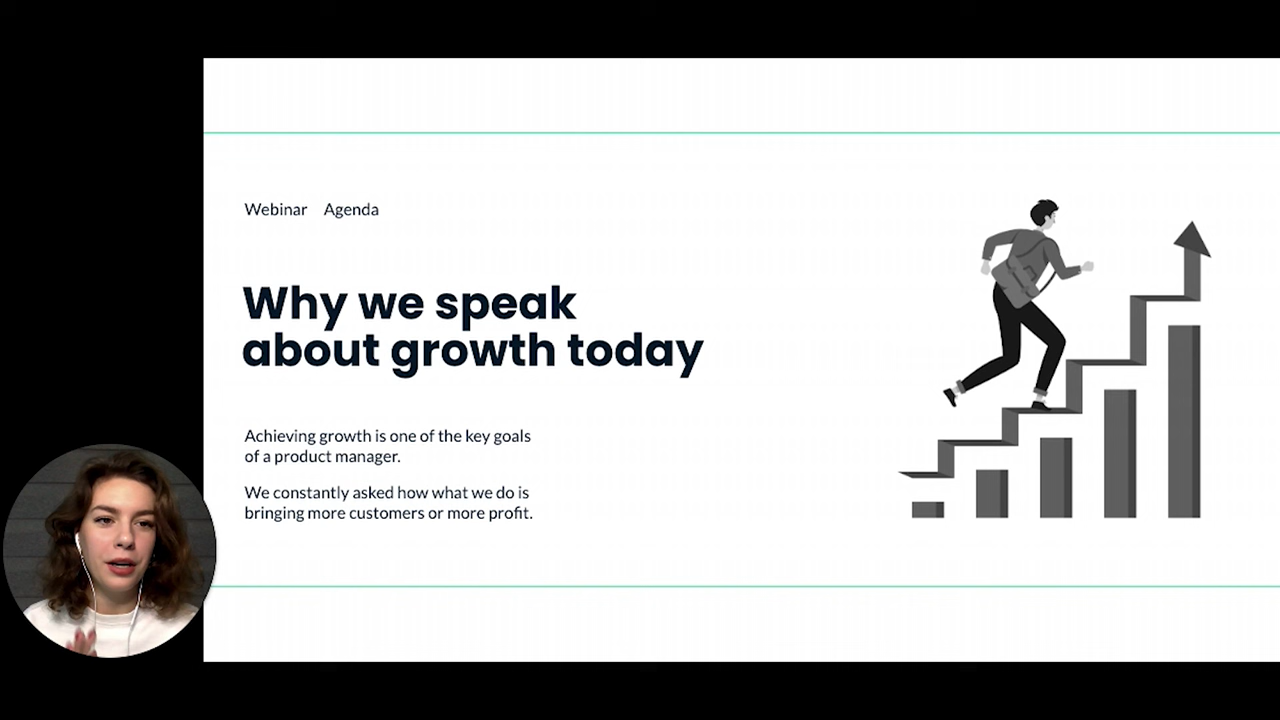 Webinar Agenda
Why we speak
about growth today
Achieving growth is one of the key goals
of a product manager.
We constantly asked how what we do is
bringing more customers or more profit.